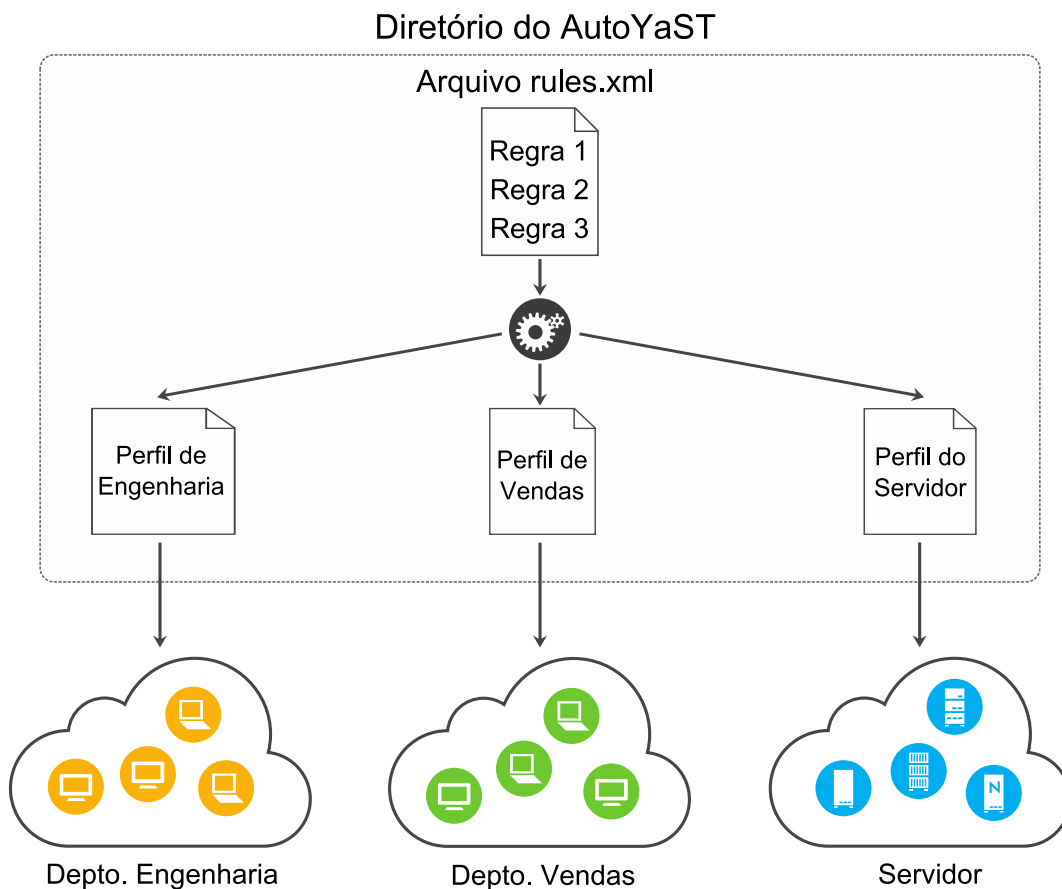 Diretório do AutoYaST
Arquivo rules.xml
Regra 1
Regra 2
Regra 3
Perfil de
Engenharia
Perfil de
Vendas
Perfil do
Servidor
N
Depto. Engenharia
Depto. Vendas
Servidor